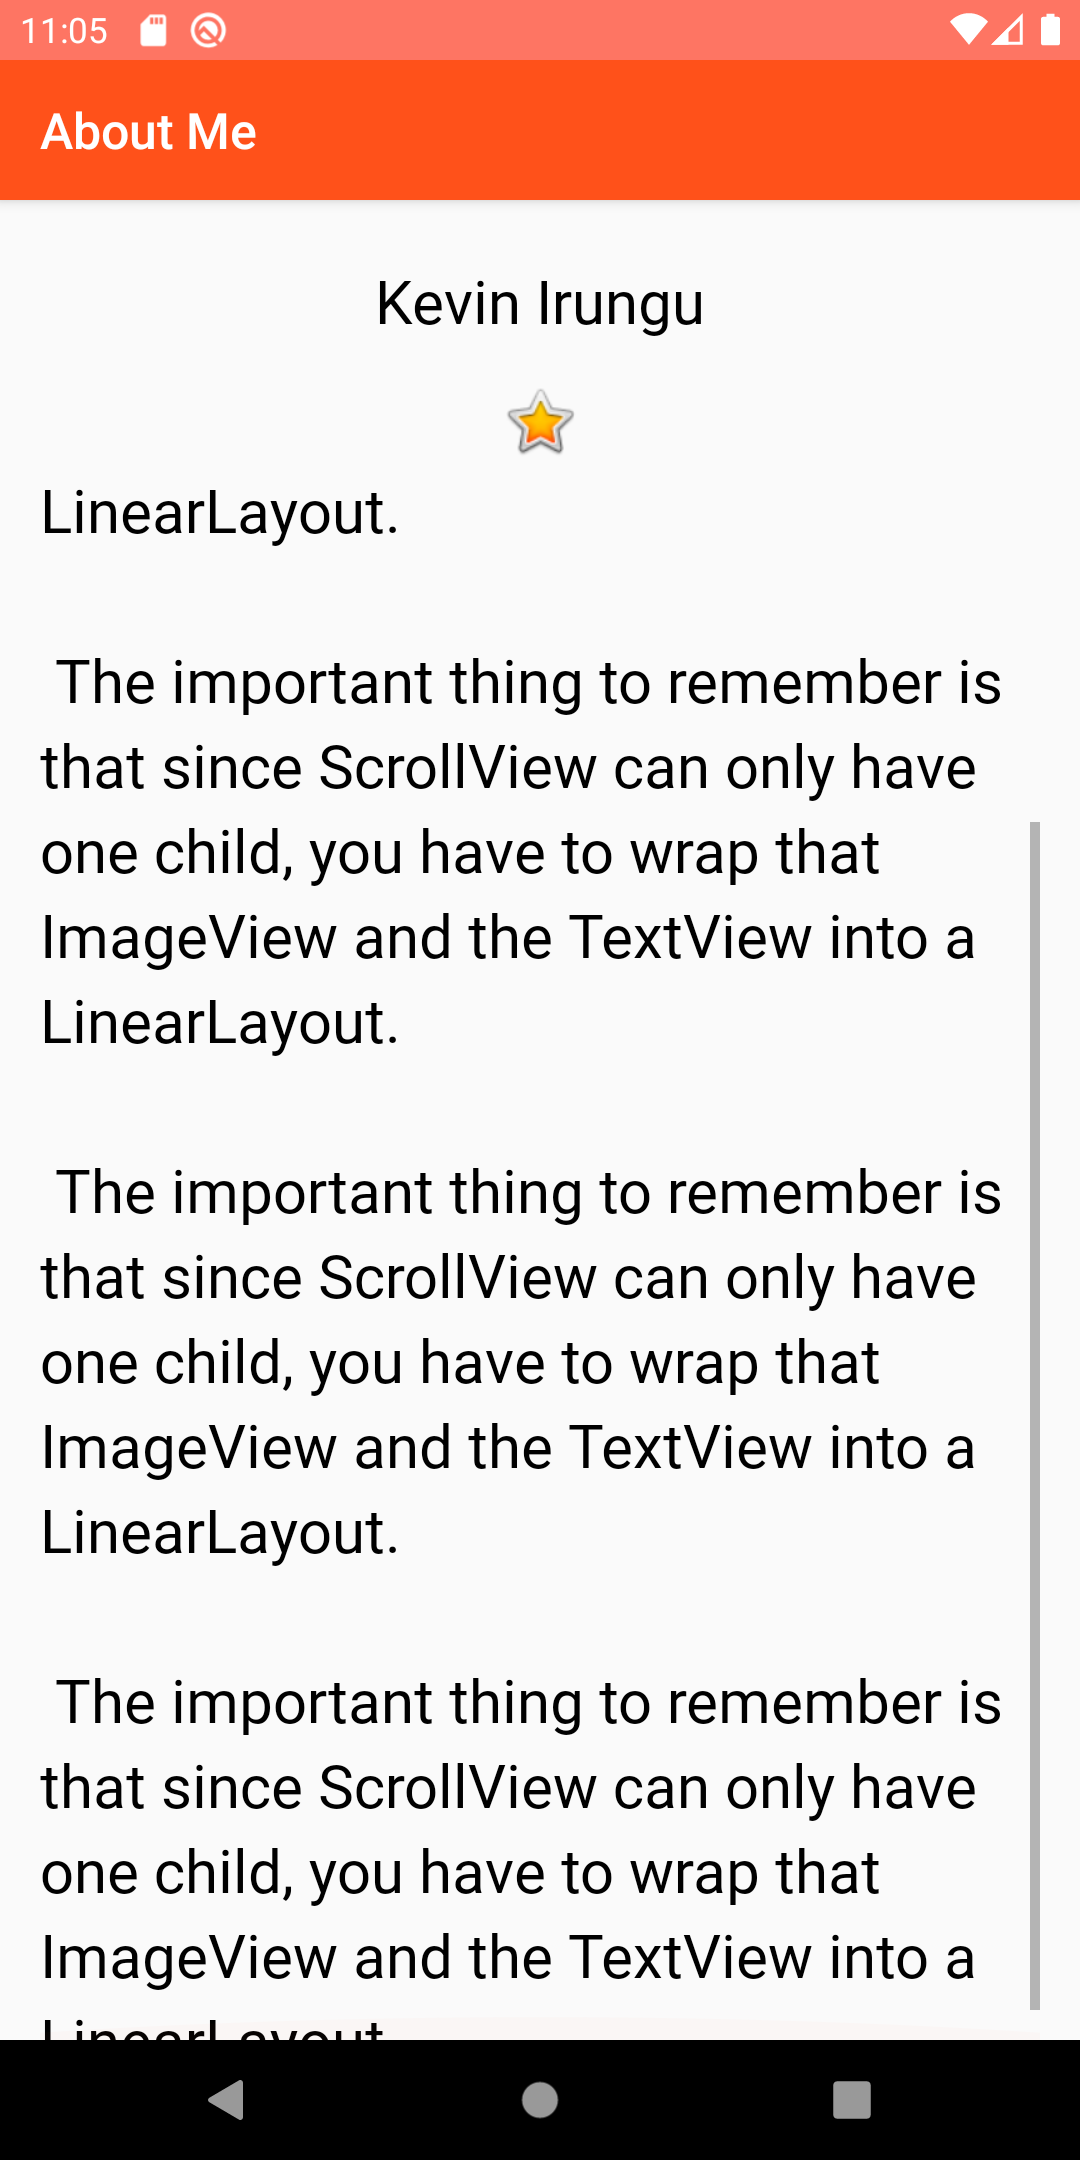 11:05
About Me
Kevin Irungu
LinearLayout.
The important thing to remember is
that since ScrollView can only have
one child, you have to wrap that
ImageView and the TextView into a
LinearLayout.
The important thing to remember is
that since ScrollView can only have
one child, you have to wrap that
ImageView and the TextView into a
LinearLayout.
The important thing to remember is
that since ScrollView can only have
one child, you have to wrap that
ImageView and the TextView into a
LinearLayout